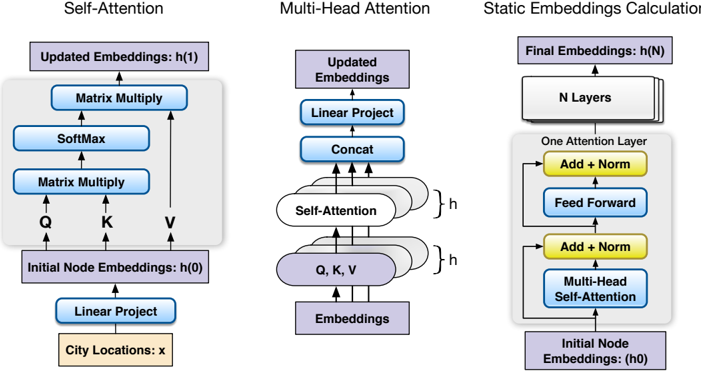 Self-Attention
Updated Embeddings: h(1)
Matrix Multiply
SoftMax
Matrix Multiply
Q K V
Initial Node Embeddings: h(0)
Linear Project
City Locations: x
Multi-Head Attention
Updated
Embeddings
Linear Project
Concat
Self-Attention
h
Q, K, V
h
Embeddings
Static Embeddings Calculation
Final Embeddings: h(N)
N Layers
One Attention Layer
Add + Norm
Feed Forward
Add + Norm
Multi-Head
Self-Attention
Initial Node
Embeddings: (h0)